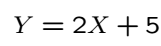 Y = 2X + 5